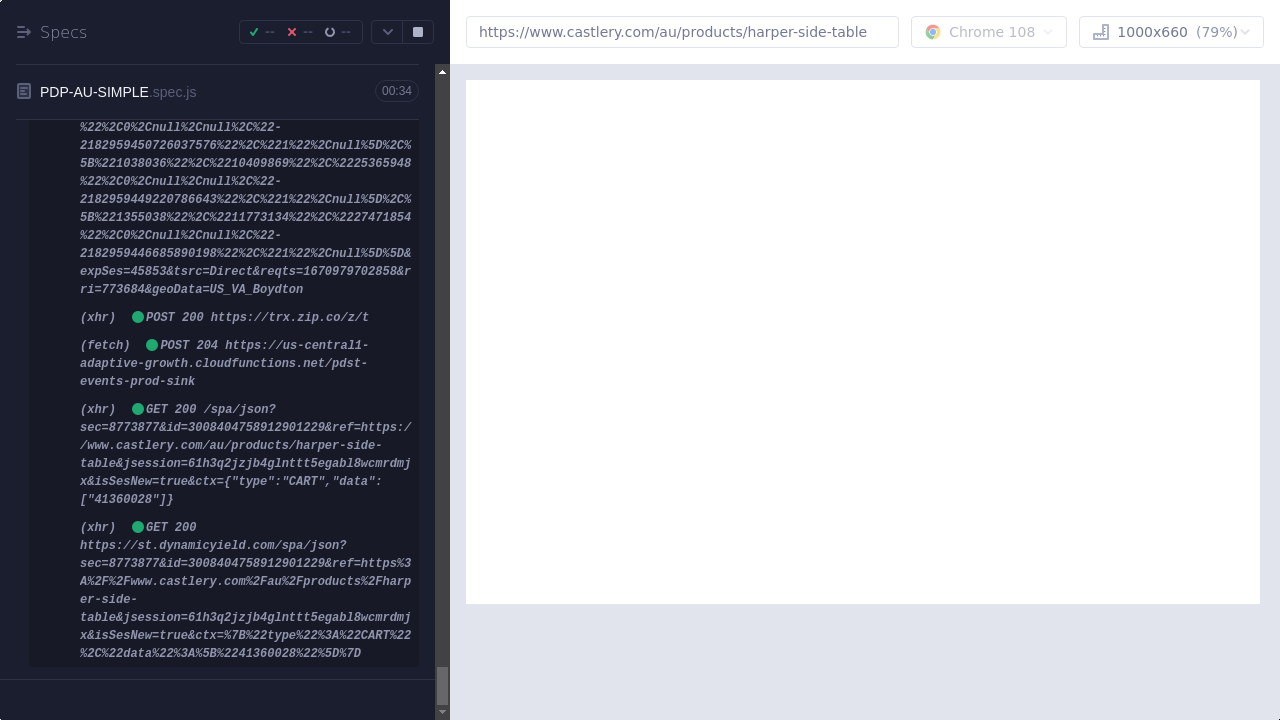 Specs
--
--
--
https://www.castlery.com/au/products/harper-side-table
Chrome 108
1000x660 (79%)
PDP-AU-SIMPLE.spec.js
00:34
%22%2C0%2Cnull%2Cnull%2C%22-
2182959450726037576%22%2C%221%22%2Cnull%5D%2C%
5B%221038036%22%2C%2210409869%22%2C%2225365948
%22%2C0%2Cnull%2Cnull%2C%22-
2182959449220786643%22%2C%221%22%2Cnull%5D%2C%
5B%221355038%22%2C%2211773134%22%2C%2227471854
%22%2C0%2Cnull%2Cnull%2C%22-
2182959446685890198%22%2C%221%22%2Cnull%5D%5D&
expSes=45853&tsrc=Direct&reqts=1670979702858&r
ri=773684&geoData=US_VA_Boydton
(xhr) POST 200 https://trx.zip.co/z/t
(fetch) POST 204 https://us-central1-
adaptive-growth.cloudfunctions.net/pdst-
events-prod-sink
(xhr) GET 200 /spa/json?
sec=8773877&id=3008404758912901229&ref=https:/
/www.castlery.com/au/products/harper-side-
table&jsession=61h3q2jzjb4glnttt5egabl8wcmrdmj
x&isSesNew=true&ctx={"type":"CART","data":
["41360028"]}
(xhr) GET 200
https://st.dynamicyield.com/spa/json?
sec=8773877&id=3008404758912901229&ref=https%3
A%2F%2Fwww.castlery.com%2Fau%2Fproducts%2Fharp
er-side-
table&jsession=61h3q2jzjb4glnttt5egabl8wcmrdmj
x&isSesNew=true&ctx=%7B%22type%22%3A%22CART%22
%2C%22data%22%3A%5B%2241360028%22%5D%7D